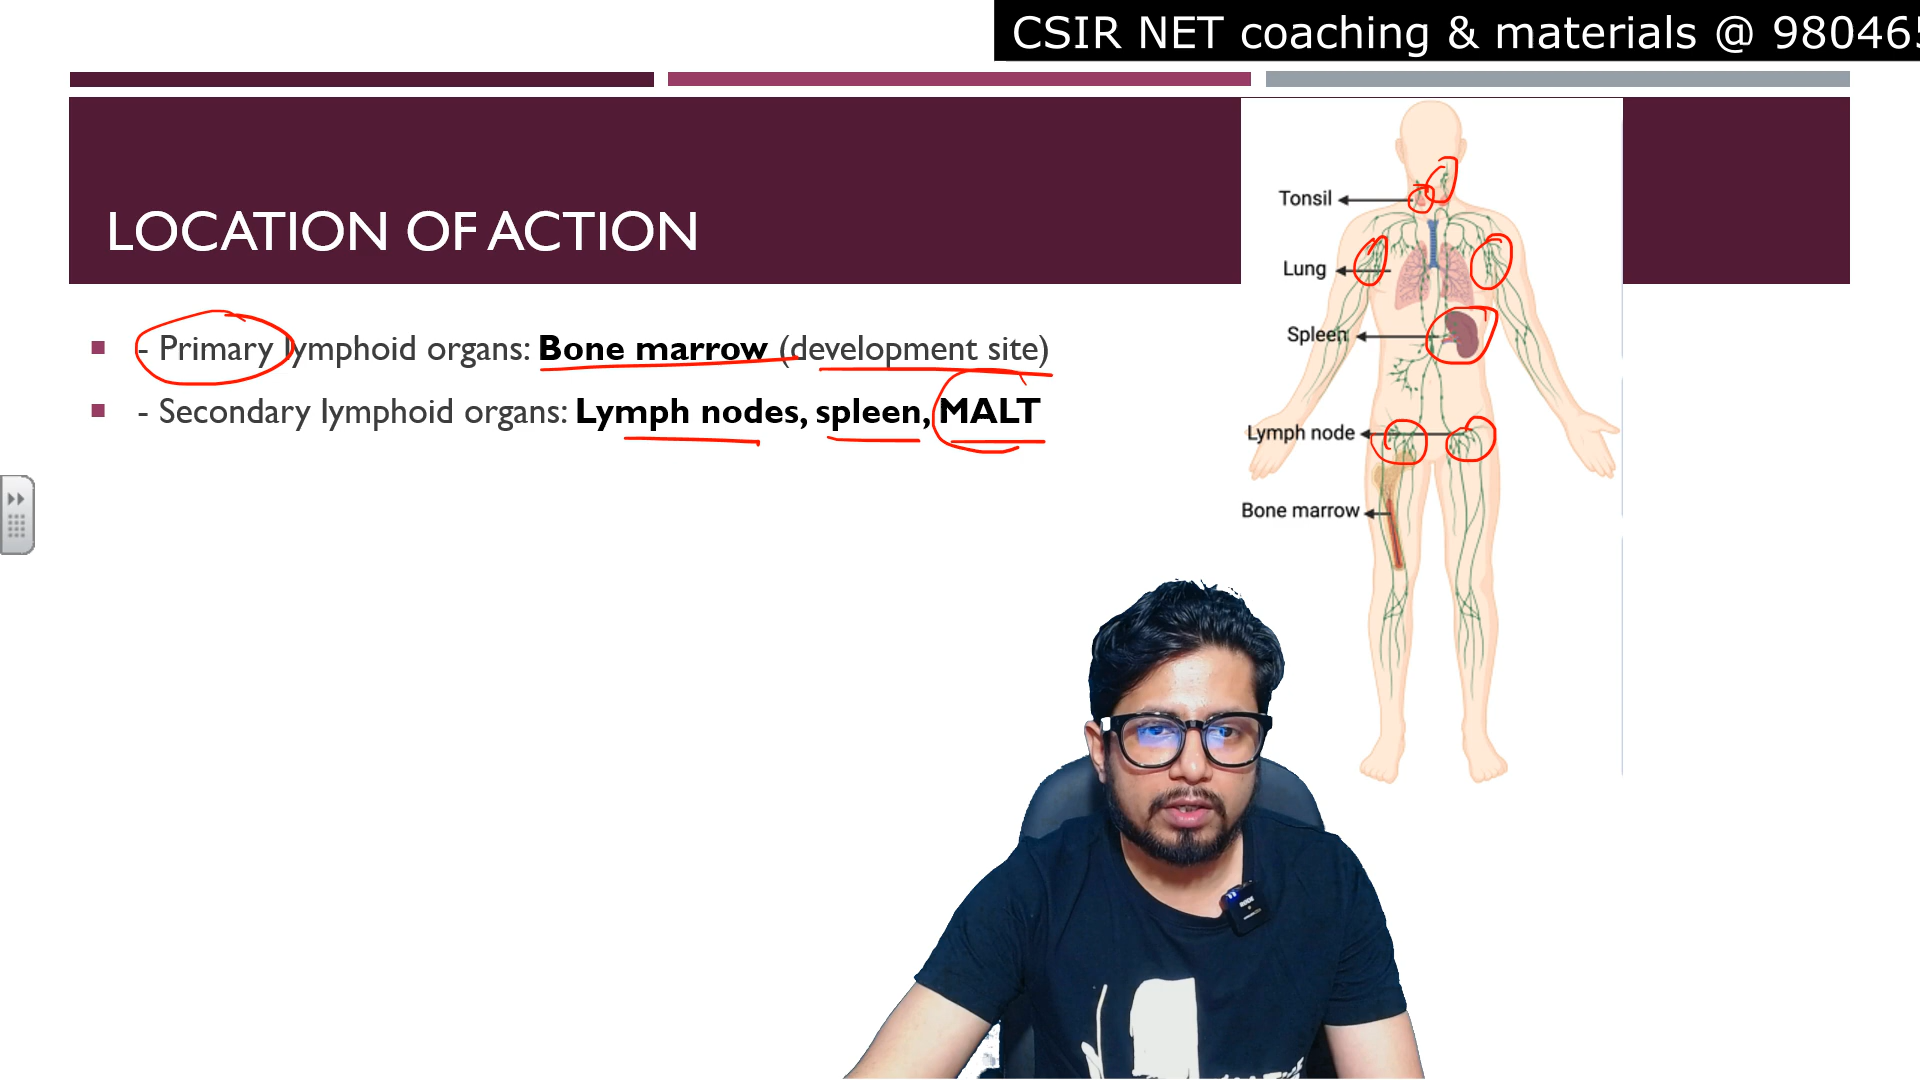 CSIR NET coaching & materials @ 98046
LOCATION OF ACTION
- Primary lymphoid organs: Bone marrow (development site)
- Secondary lymphoid organs: Lymph nodes, spleen, MALT
Tonsil
Lung
Spleen
Lymph node
Bone marrow